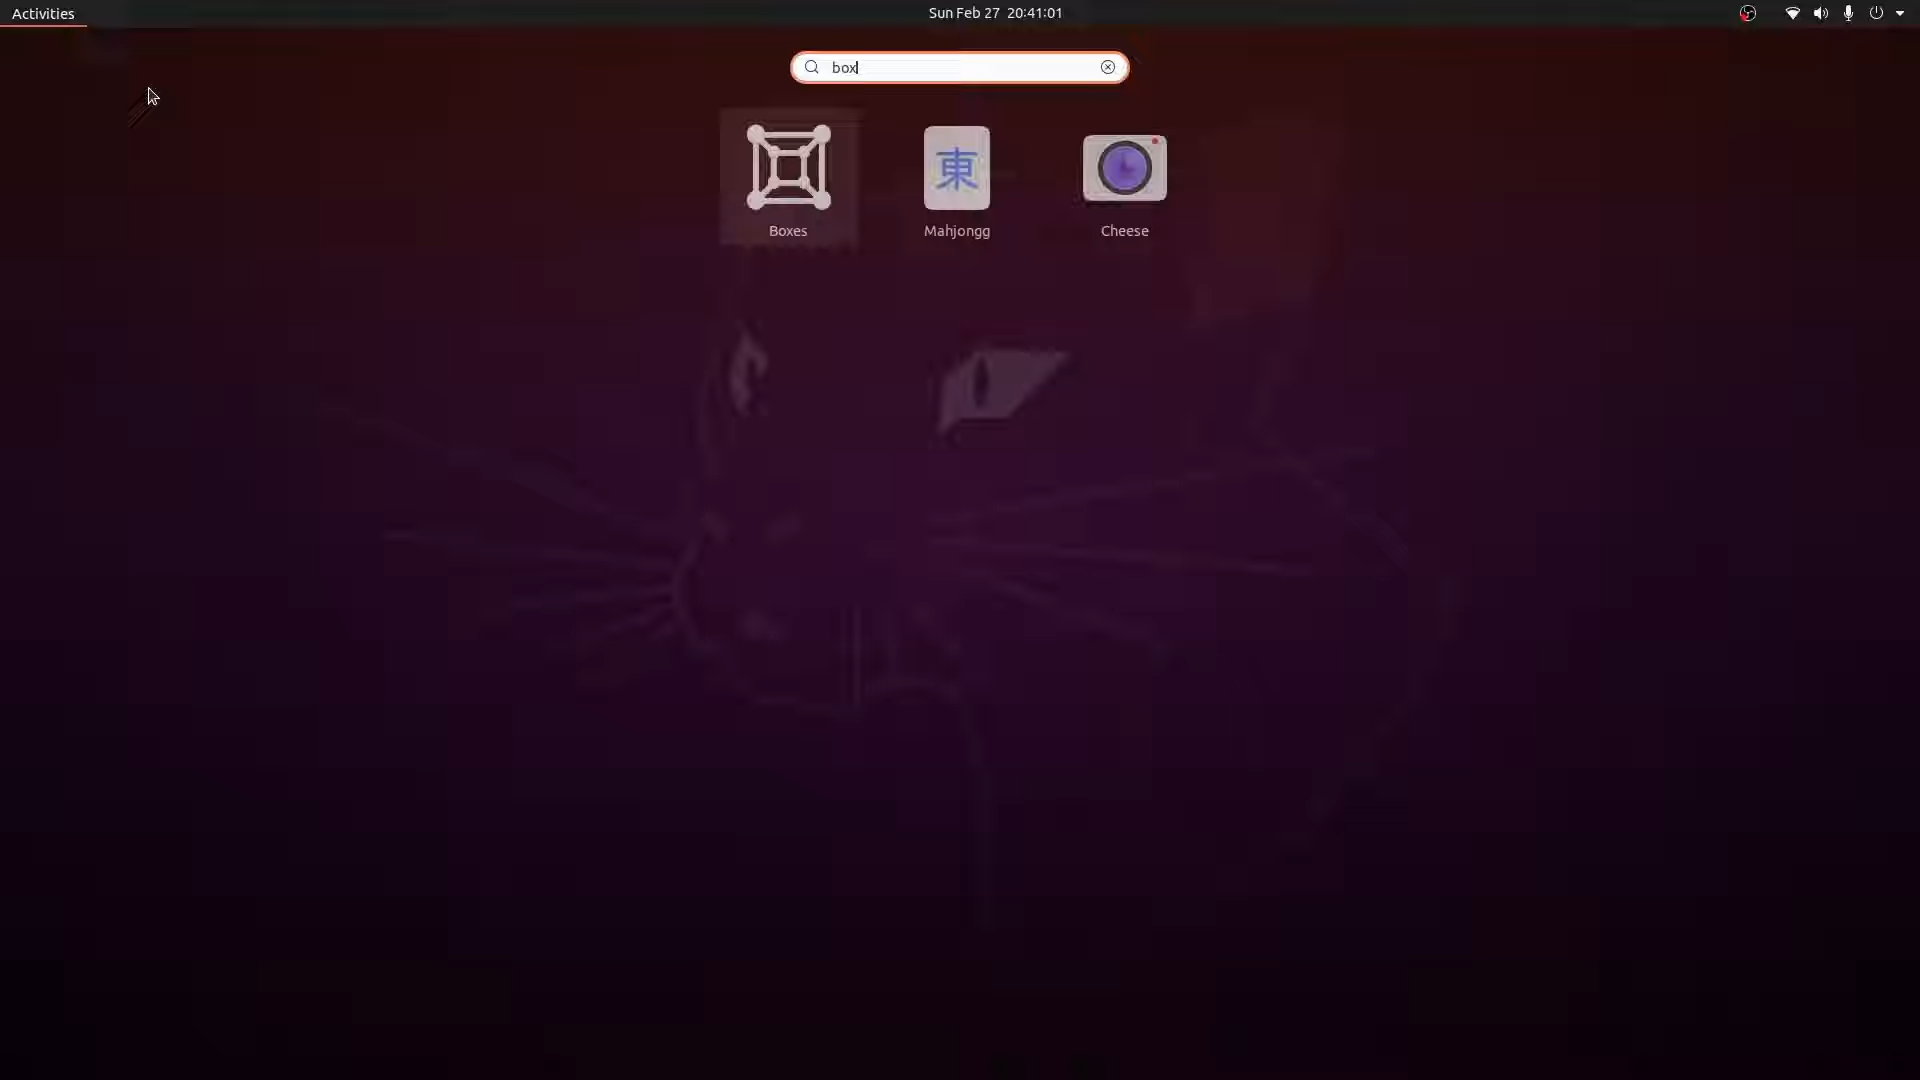 Activities
Sun Feb 27 20:41:01
box
東
Boxes
Mahjongg
Cheese